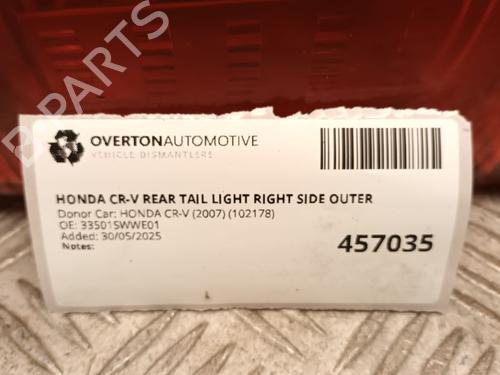 B PARTS
OVERTONAUTOMOTIVE
VEHICLE DISMANTLERS
HONDA CR-V REAR TAIL LIGHT RIGHT SIDE OUTER
Donor Car: HONDA CR-V (2007) (102178)
OE: 33501SWWE01
Added: 30/05/2025
Notes:
457035